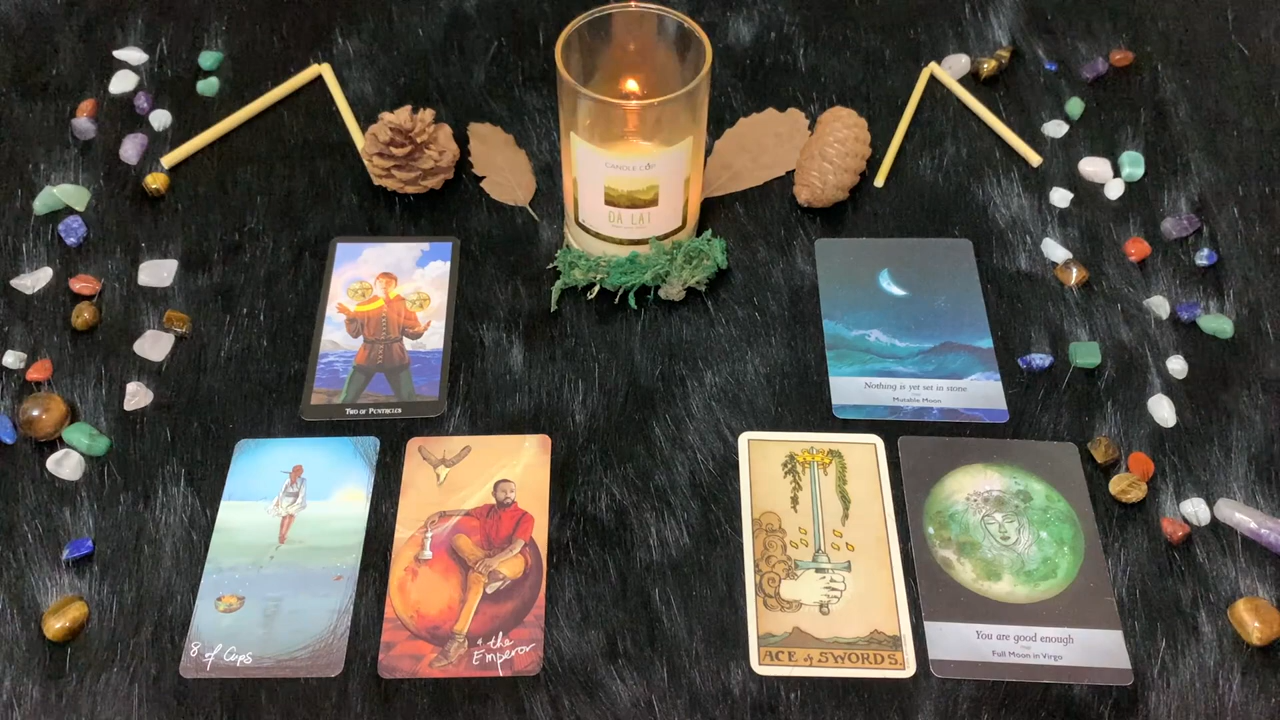 CANDLE CUP
ĐÀ LẠT
TWO OF PENTACLES
Nothing is yet set in stone
Mutable Moon
8 of Cups
4. the
Emperor
ACE of SWORDS.
You are good enough
Full Moon in Virgo